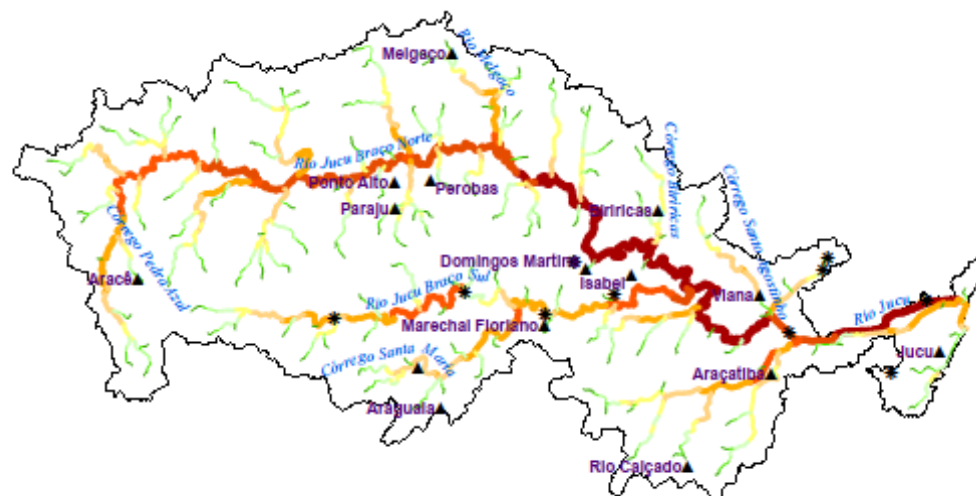 Melgaço
Rio Melgaço
Rio Jucu Braço Norte
Ponto Alto
Perobas
Paraju
Biriricas
Córrego Biriricas
Córrego Santo Agostinho
Córrego Pedro Azul
Aracê
Domingos Martins
Isabel
Viana
Rio Jucu Braço Sul
Rio Jucu
Marechal Floriano
Córrego Santa Maria
Araçatiba
Jucu
Araguaia
Rio Calçado